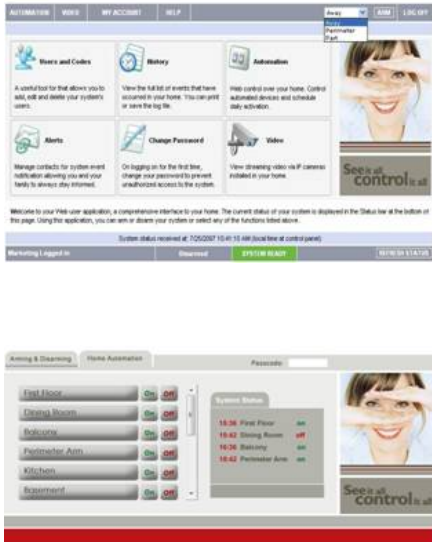 AUTOMATION VIDEO MY ACCOUNT HELP Away ARM LOG OFF
Away
Perimeter
Part
Users and Codes
A useful tool for that allows you to
add, edit and delete your system's
users.
History
View the full list of events that have
occurred in your home. You can print
or save the log file.
Automation
Web control over your home. Control
automated devices and schedule
daily activation.
Alerts
Manage contacts for system event
notification allowing you and your
family to always stay informed.
Change Password
On logging on for the first time,
change your password to prevent
unauthorized access to the system.
Video
View streaming video via IP cameras
installed in your home.
See it all
control it all
Welcome to your Web user application, a comprehensive interface to your home. The current status of your system is displayed in the Status bar at the bottom of
this page. Using this application, you can arm or disarm your system or select any of the functions listed above.
System status received at: 7/25/2007 10:41:10 AM (local time at control panel)
Marketing Logged in Disarmed SYSTEM READY REFRESH STATUS
Arming & Disarming Home Automation Passcode:
First Floor On Off
Dining Room On Off
Balcony On Off
Perimeter Arm On Off
Kitchen On Off
Basement On Off
System Status
16:36 First Floor on
15:42 Dining Room off
16:36 Balcony on
15:42 Perimeter Arm on
See it all
control it all